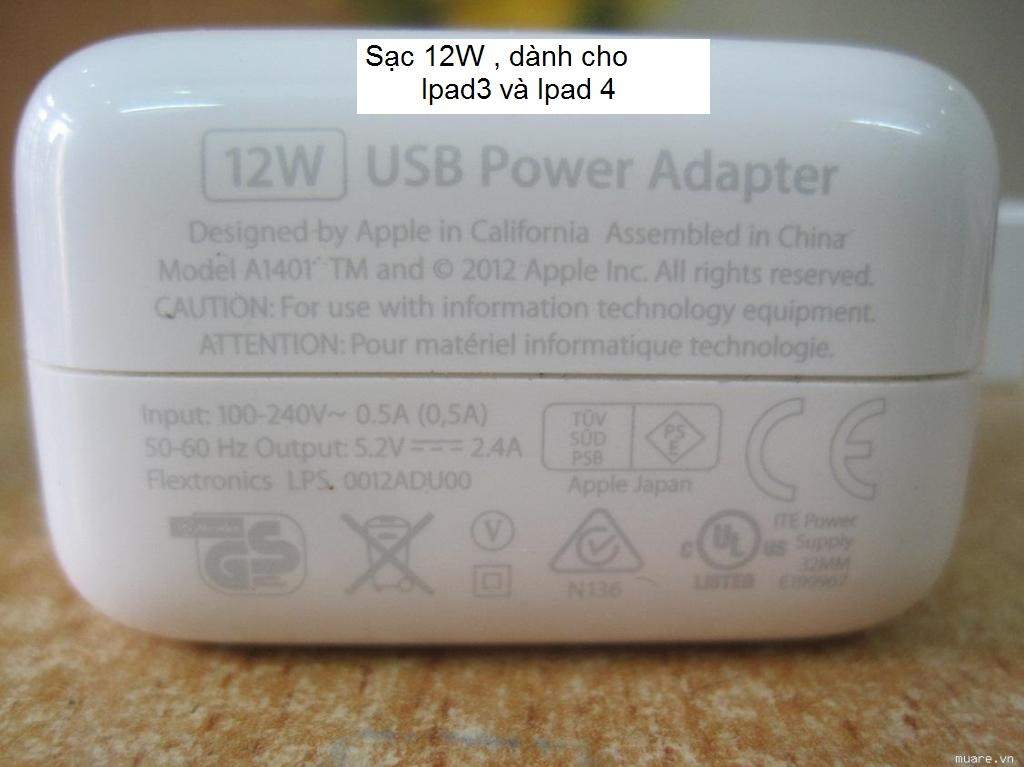 Sạc 12W , dành cho
Ipad3 và Ipad 4
12W USB Power Adapter
Designed by Apple in California Assembled in China
Model A1401 TM and © 2012 Apple Inc. All rights reserved.
CAUTION: For use with information technology equipment.
ATTENTION: Pour matériel informatique technologie.
Input: 100-240V~ 0.5A (0,5A)
50-60 Hz Output: 5.2V⎓2.4A
Flextronics LPS. 0012ADU00
TÜV
SÜD
PSB
PS
E
Apple Japan
CE
GS
V
N136
C UL US
LISTED
ITE Power
Supply
32MM
E199967
muare.vn